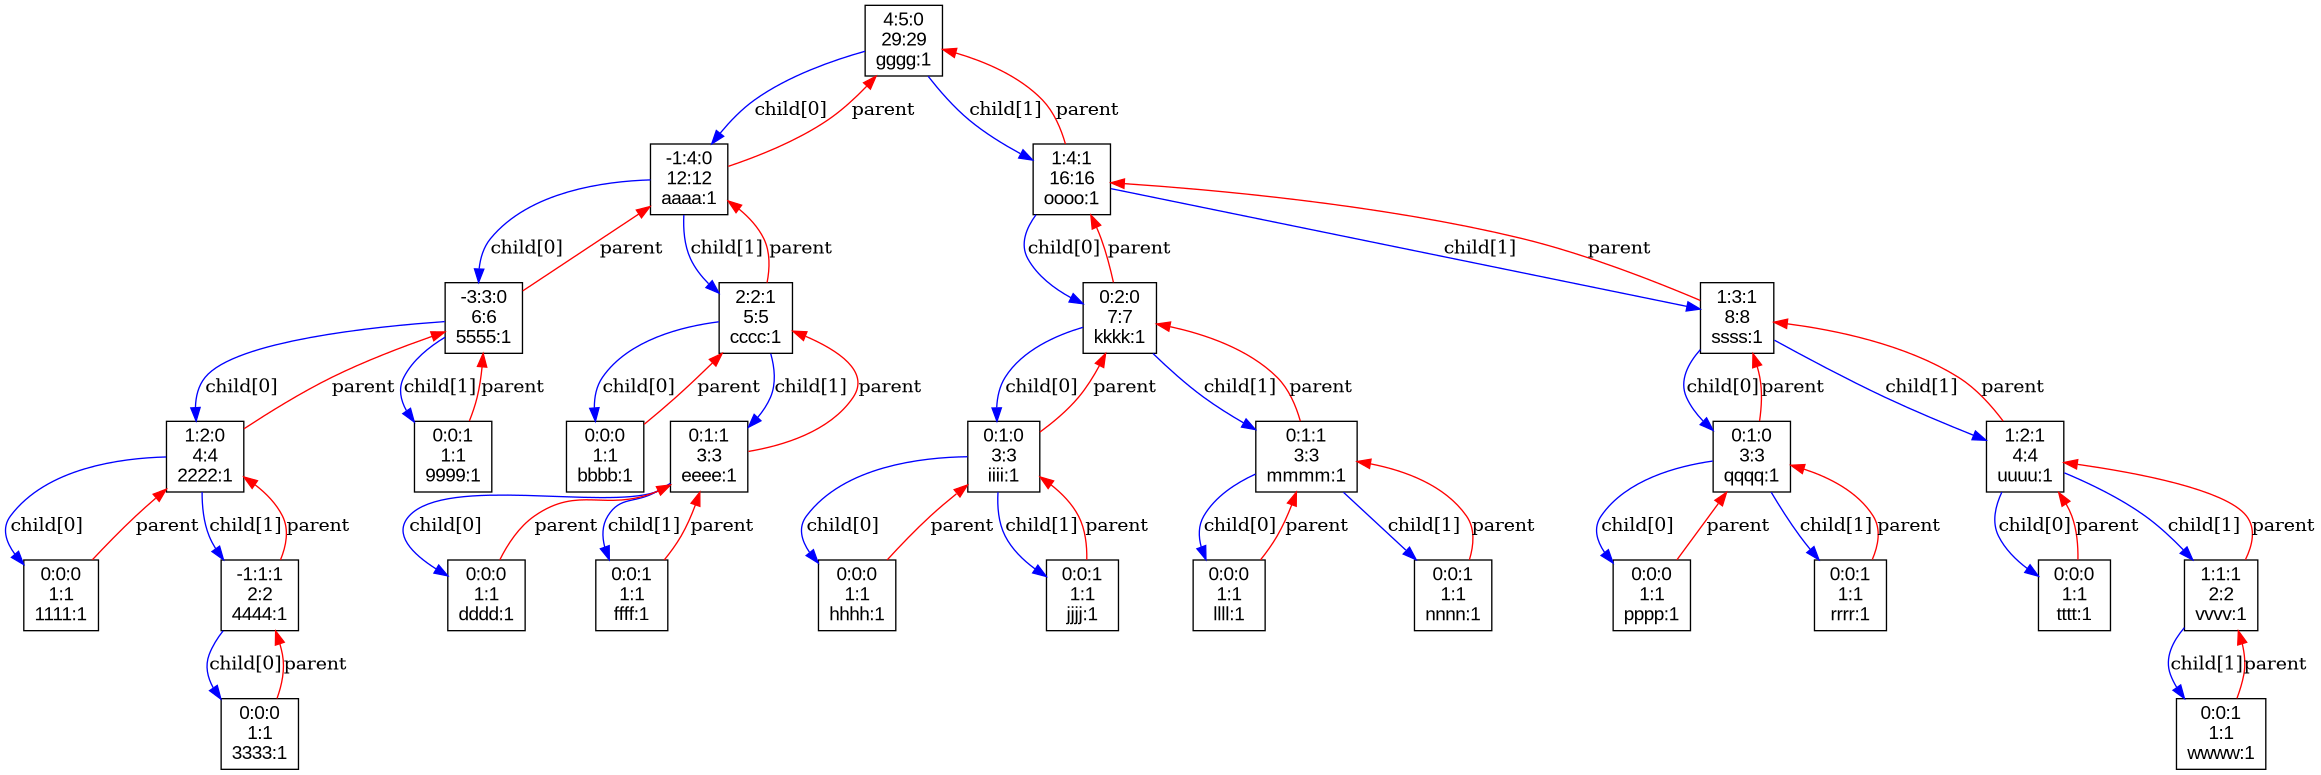 4:5:0
29:29
gggg:1
child[0]
parent
child[1]
parent
-1:4:0
12:12
aaaa:1
1:4:1
16:16
oooo:1
child[0]
parent
child[1]
parent
child[0]
parent
child[1]
parent
-3:3:0
6:6
5555:1
2:2:1
5:5
cccc:1
0:2:0
7:7
kkkk:1
1:3:1
8:8
ssss:1
child[0]
parent
child[1]
parent
child[0]
parent
child[1]
parent
child[0]
parent
child[1]
parent
child[0]
parent
child[1]
parent
1:2:0
4:4
2222:1
0:0:1
1:1
9999:1
0:0:0
1:1
bbbb:1
0:1:1
3:3
eeee:1
0:1:0
3:3
iiii:1
0:1:1
3:3
mmmm:1
0:1:0
3:3
qqqq:1
1:2:1
4:4
uuuu:1
child[0]
parent
child[1]
parent
child[0]
parent
child[1]
parent
child[0]
parent
child[1]
parent
child[0]
parent
child[1]
parent
child[0]
parent
child[1]
parent
child[0]
parent
child[1]
parent
0:0:0
1:1
1111:1
-1:1:1
2:2
4444:1
0:0:0
1:1
dddd:1
0:0:1
1:1
ffff:1
0:0:0
1:1
hhhh:1
0:0:1
1:1
jjjj:1
0:0:0
1:1
llll:1
0:0:1
1:1
nnnn:1
0:0:0
1:1
pppp:1
0:0:1
1:1
rrrr:1
0:0:0
1:1
tttt:1
1:1:1
2:2
vvvv:1
child[0]
parent
child[1]
parent
0:0:0
1:1
3333:1
0:0:1
1:1
wwww:1